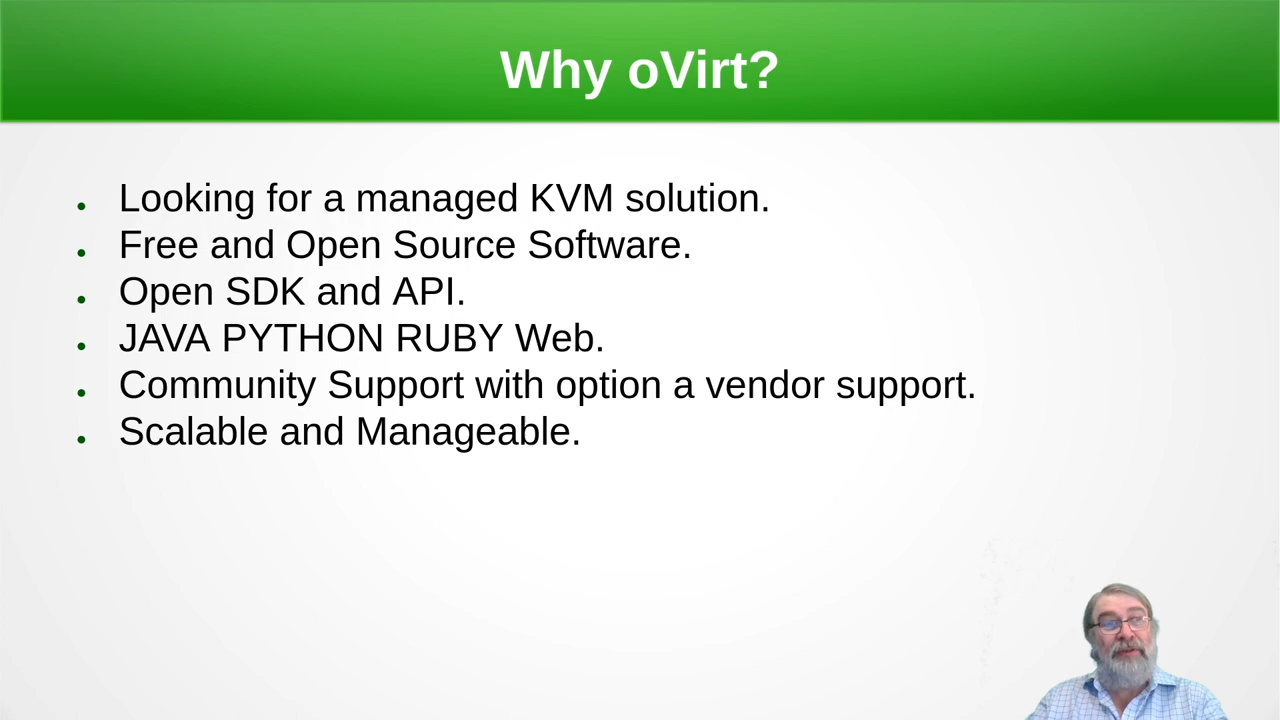 Why oVirt?
Looking for a managed KVM solution.
Free and Open Source Software.
Open SDK and API.
JAVA PYTHON RUBY Web.
Community Support with option a vendor support.
Scalable and Manageable.